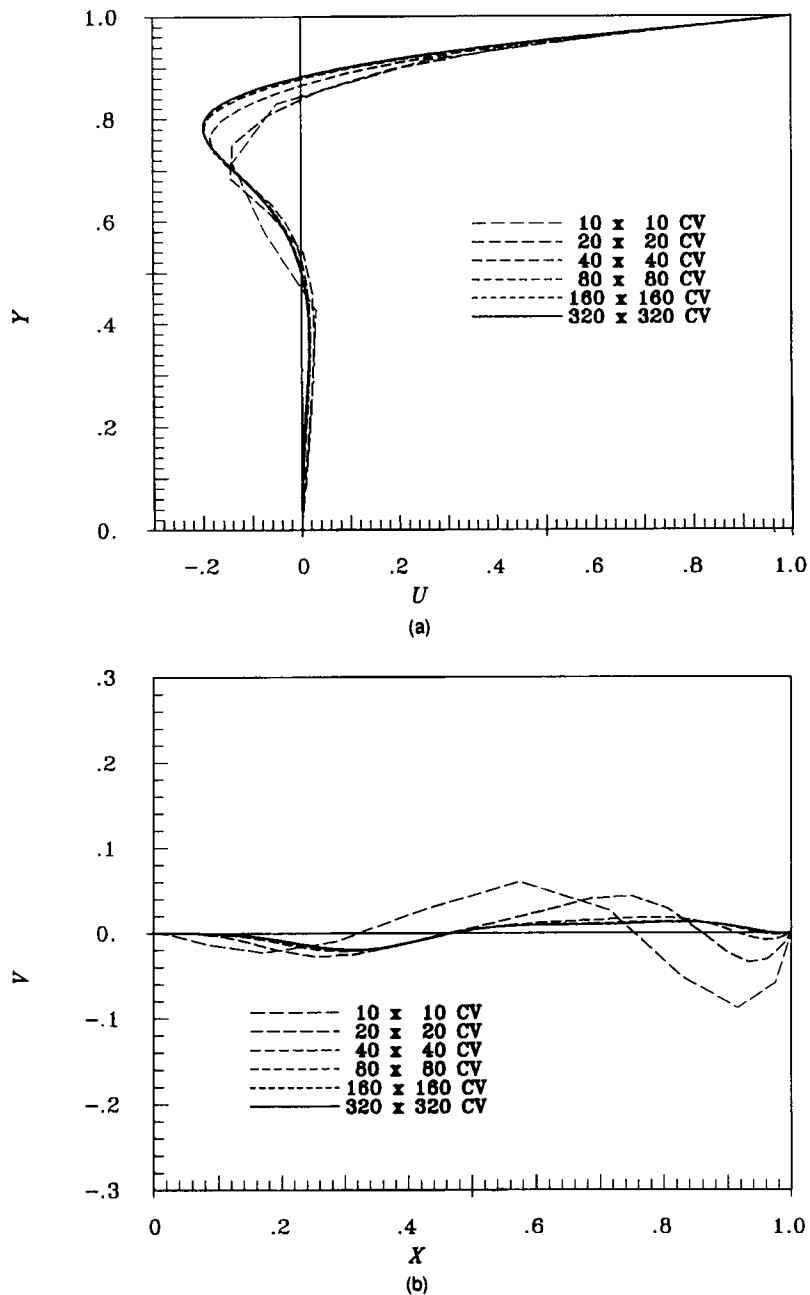 1.0
.8
.6
.4
.2
0.
Y
10 x 10 CV
20 x 20 CV
40 x 40 CV
80 x 80 CV
160 x 160 CV
320 x 320 CV
-.2 0 .2 .4 .6 .8 1.0
U
(a)
.3
.2
.1
0.
-.1
-.2
-.3
V
10 x 10 CV
20 x 20 CV
40 x 40 CV
80 x 80 CV
160 x 160 CV
320 x 320 CV
0 .2 .4 .6 .8 1.0
X
(b)